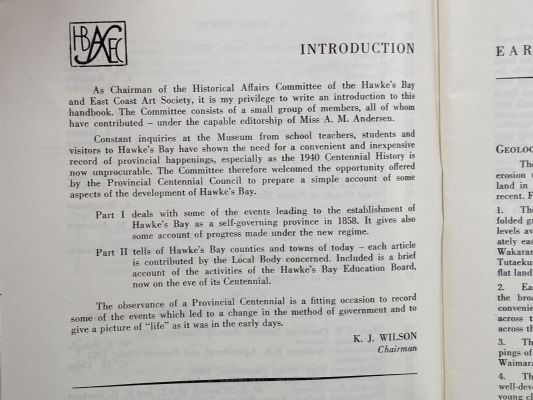 HB
A
EC
INTRODUCTION
As Chairman of the Historical Affairs Committee of the Hawke's Bay
and East Coast Art Society, it is my privilege to write an introduction to this
handbook. The Committee consists of a small group of members, all of whom
have contributed – under the capable editorship of Miss A. M. Andersen.
Constant inquiries at the Museum from school teachers, students and
visitors to Hawke's Bay have shown the need for a convenient and inexpensive
record of provincial happenings, especially as the 1940 Centennial History is
now unprocurable. The Committee therefore welcomed the opportunity offered
by the Provincial Centennial Council to prepare a simple account of some
aspects of the development of Hawke's Bay.
Part I deals with some of the events leading to the establishment of
Hawke's Bay as a self-governing province in 1858. It gives also
some account of progress made under the new regime.
Part II tells of Hawke's Bay counties and towns of today – each article
is contributed by the Local Body concerned. Included is a brief
account of the activities of the Hawke's Bay Education Board,
now on the eve of its Centennial.
The observance of a Provincial Centennial is a fitting occasion to record
some of the events which led to a change in the method of government and to
give a picture of "life" as it was in the early days.
K. J. WILSON
Chairman
EAR
GEOLOG
The
erosion t
land in
recent. F
1. The
folded gr
levels av
ately eas
Wakarar
Tutaekur
flat land
2. Eas
the broa
convenie
across t
across th
3. Th
pings of
Waimara
4. Th
well-deve
young cl